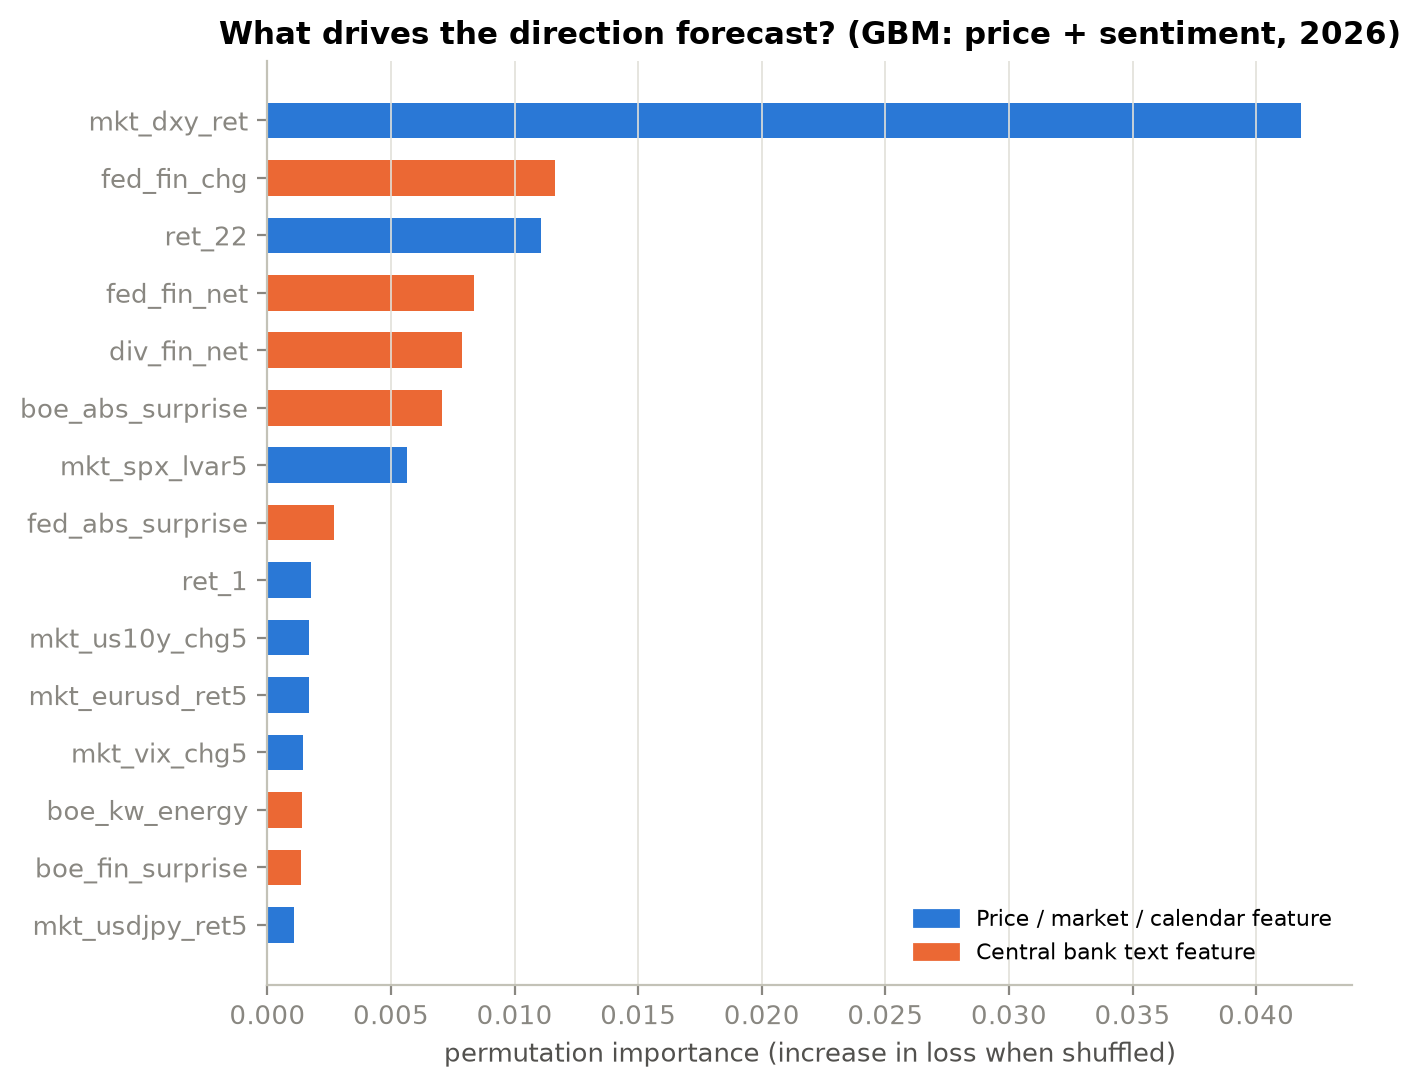 What drives the direction forecast? (GBM: price + sentiment, 2026)
mkt_dxy_ret
fed_fin_chg
ret_22
fed_fin_net
div_fin_net
boe_abs_surprise
mkt_spx_lvar5
fed_abs_surprise
ret_1
mkt_us10y_chg5
mkt_eurusd_ret5
mkt_vix_chg5
boe_kw_energy
boe_fin_surprise
mkt_usdjpy_ret5
Price / market / calendar feature
Central bank text feature
0.000 0.005 0.010 0.015 0.020 0.025 0.030 0.035 0.040
permutation importance (increase in loss when shuffled)